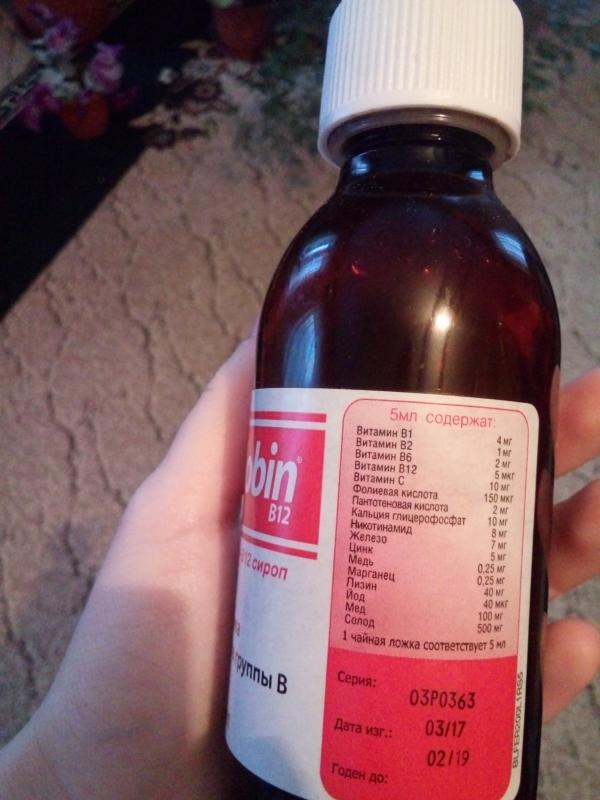 bin®
B12
B12 сироп
группы В
5мл содержат:
Витамин В1 4 мг
Витамин В2 1 мг
Витамин В6 2 мг
Витамин В12 5 мкг
Витамин С 10 мг
Фолиевая кислота 150 мкг
Пантотеновая кислота 2 мг
Кальция глицерофосфат 10 мг
Никотинамид 8 мг
Железо 7 мг
Цинк 5 мг
Медь 0,25 мг
Марганец 0,25 мг
Лизин 40 мг
Йод 40 мкг
Мед 100 мг
Солод 500 мг
1 чайная ложка соответствует 5 мл
Серия: 03P0363
Дата изг.: 03/17
Годен до: 02/19